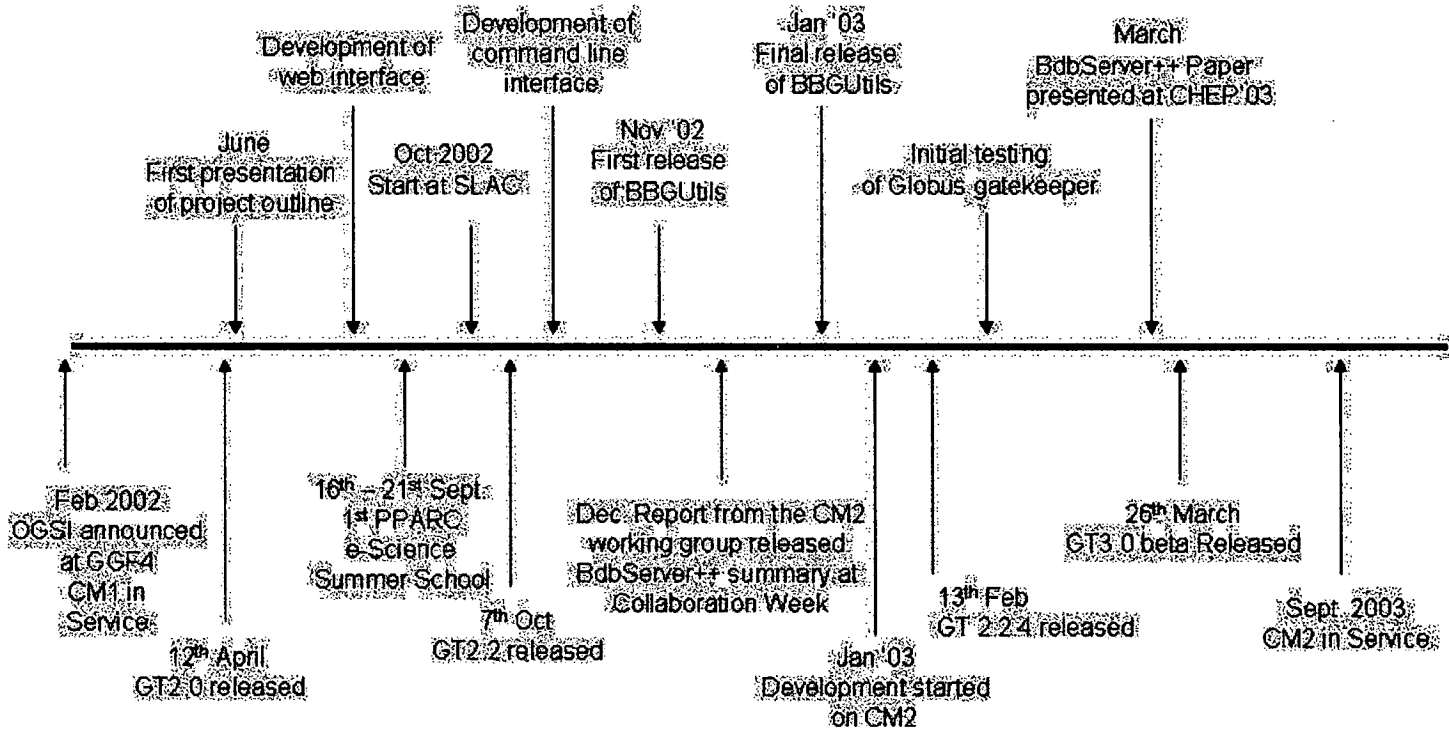 Development of
web interface
Development of
command line
interface
Jan '03
Final release
of BBGUtils
March
BdbServer++ Paper
presented at CHEP'03
June
First presentation
of project outline
Oct 2002
Start at SLAC
Nov '02
First release
of BBGUtils
Initial testing
of Globus gatekeeper
Feb 2002
OGSI announced
at GGF4
CM1 in
Service
12th April
GT2.0 released
16th – 21st Sept.
1st PPARC
e-Science
Summer School
7th Oct
GT2.2 released
Dec. Report from the CM2
working group released
BdbServer++ summary at
Collaboration Week
Jan '03
Development started
on CM2
13th Feb
GT 2.2.4 released
26th March
GT3.0 beta Released
Sept. 2003
CM2 in Service